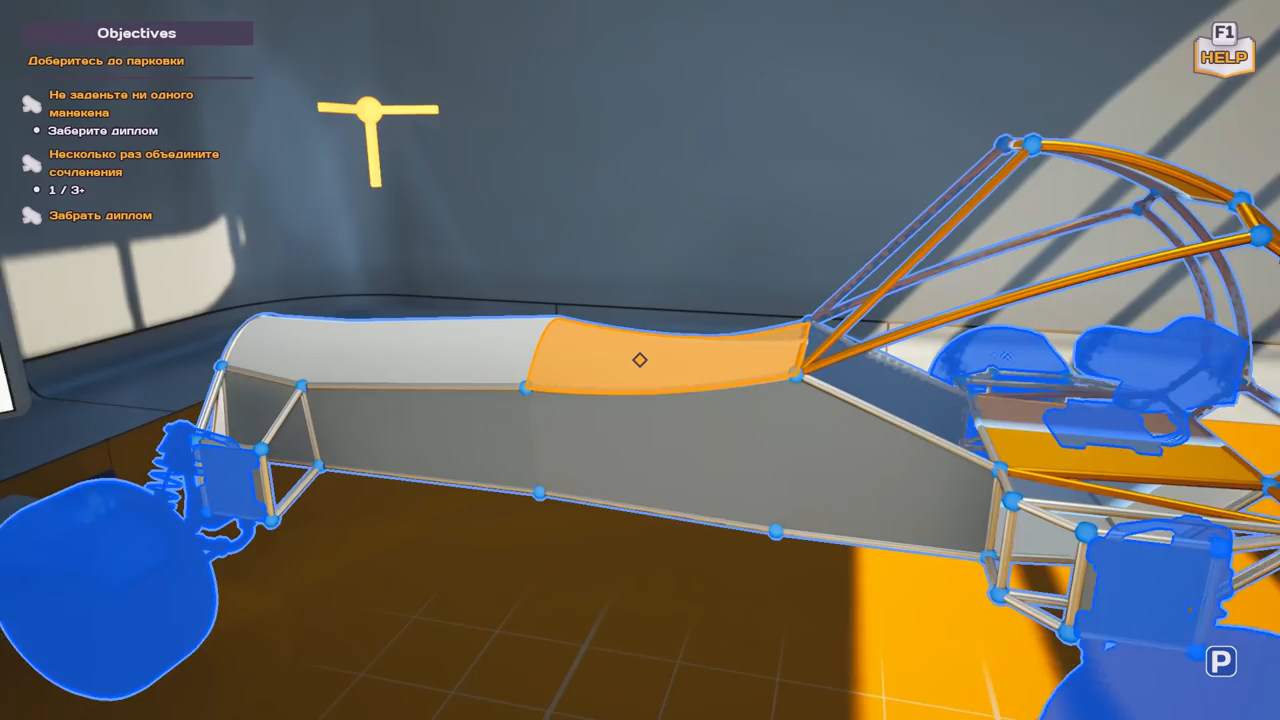 Objectives
Доберитесь до парковки
Не заденьте ни одного
манекена
Заберите диплом
Несколько раз объедините
сочленения
1 / 3+
Забрать диплом
F1
HELP
P